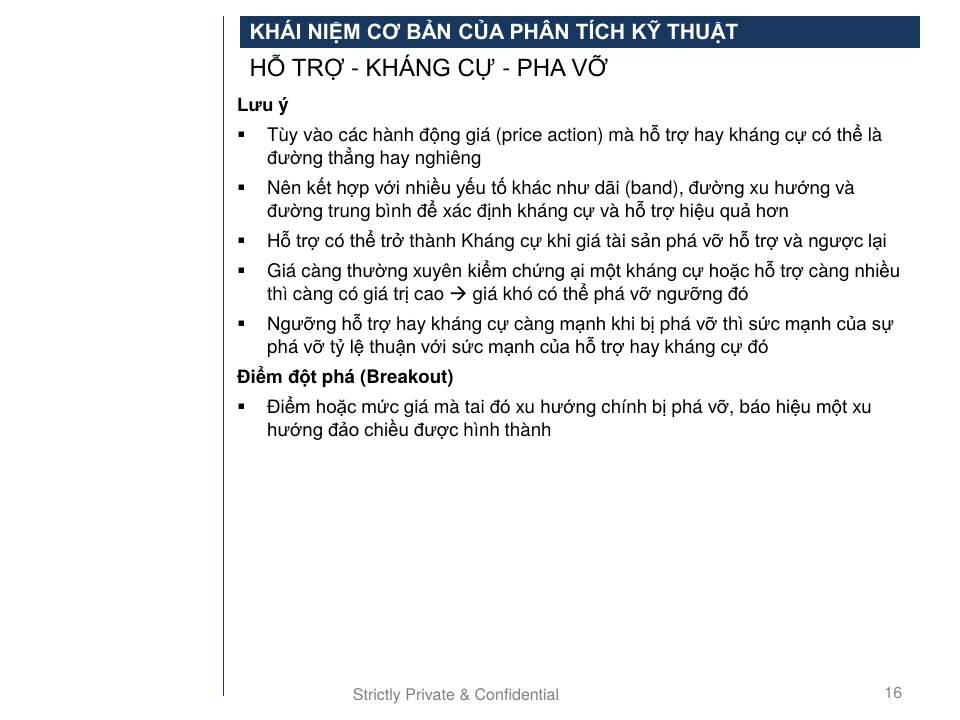 KHÁI NIỆM CƠ BẢN CỦA PHÂN TÍCH KỸ THUẬT
HỖ TRỢ - KHÁNG CỰ - PHA VỠ
Lưu ý
▪ Tùy vào các hành động giá (price action) mà hỗ trợ hay kháng cự có thể là
đường thẳng hay nghiêng
▪ Nên kết hợp với nhiều yếu tố khác như dãi (band), đường xu hướng và
đường trung bình để xác định kháng cự và hỗ trợ hiệu quả hơn
▪ Hỗ trợ có thể trở thành Kháng cự khi giá tài sản phá vỡ hỗ trợ và ngược lại
▪ Giá càng thường xuyên kiểm chứng ại một kháng cự hoặc hỗ trợ càng nhiều
thì càng có giá trị cao → giá khó có thể phá vỡ ngưỡng đó
▪ Ngưỡng hỗ trợ hay kháng cự càng mạnh khi bị phá vỡ thì sức mạnh của sự
phá vỡ tỷ lệ thuận với sức mạnh của hỗ trợ hay kháng cự đó
Điểm đột phá (Breakout)
▪ Điểm hoặc mức giá mà tai đó xu hướng chính bị phá vỡ, báo hiệu một xu
hướng đảo chiều được hình thành
Strictly Private & Confidential
16